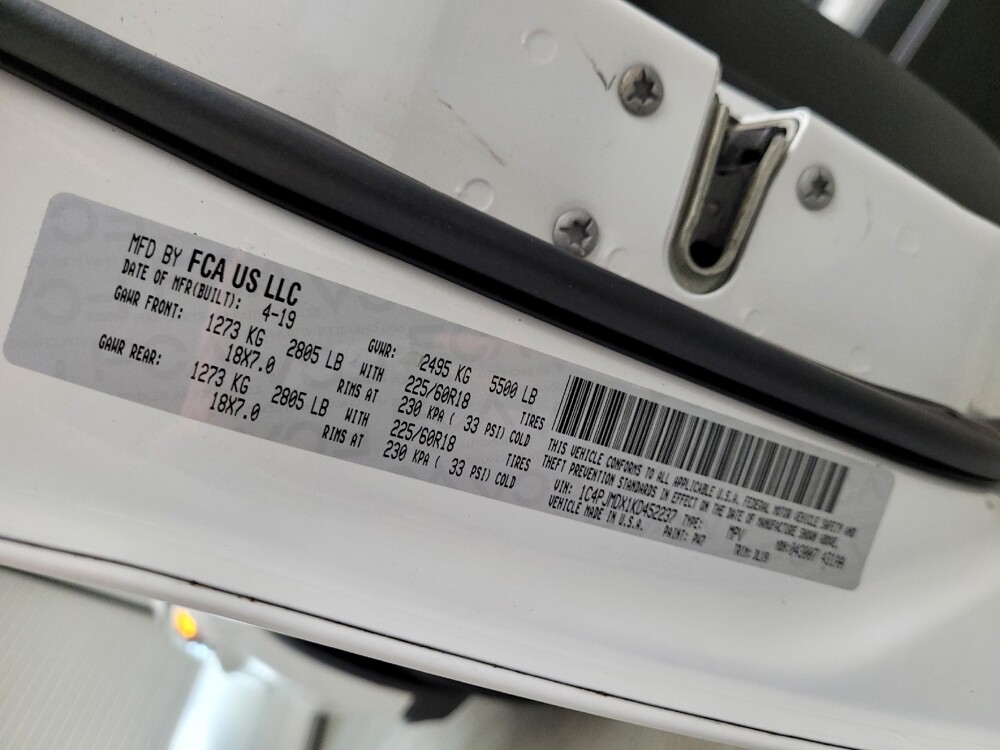 MFD BY FCA US LLC
DATE OF MFR(BUILT): 4-19 GVWR: 2495 KG 5500 LB
GAWR FRONT: 1273 KG 2805 LB WITH 225/60R18 TIRES
18X7.0 RIMS AT 230 KPA ( 33 PSI) COLD
GAWR REAR: 1273 KG 2805 LB WITH 225/60R18 TIRES
18X7.0 RIMS AT 230 KPA ( 33 PSI) COLD
THIS VEHICLE CONFORMS TO ALL APPLICABLE U.S.A. FEDERAL MOTOR VEHICLE SAFETY AND
THEFT PREVENTION STANDARDS IN EFFECT ON THE DATE OF MANUFACTURE SHOWN ABOVE.
VIN: 1C4PJMDX1KD452237 TYPE: MPV
VEHICLE MADE IN U.S.A. PAINT: PW7 TRIM: